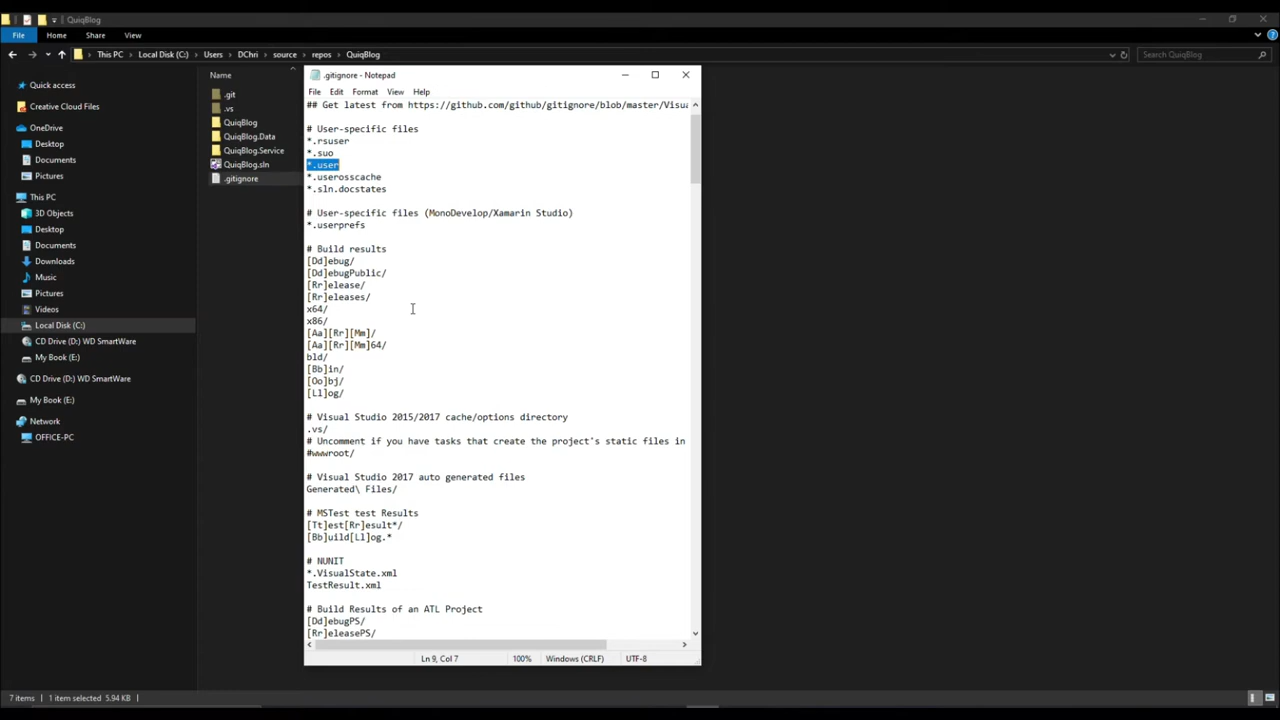 QuiqBlog
File
Home
Share
View
This PC
Local Disk (C:)
Users
DChri
source
repos
QuiqBlog
Search QuiqBlog
Quick access
Creative Cloud Files
OneDrive
Desktop
Documents
Pictures
This PC
3D Objects
Desktop
Documents
Downloads
Music
Pictures
Videos
Local Disk (C:)
CD Drive (D:) WD SmartWare
My Book (E:)
CD Drive (D:) WD SmartWare
My Book (E:)
Network
OFFICE-PC
Name
.git
.vs
QuiqBlog
QuiqBlog.Data
QuiqBlog.Service
QuiqBlog.sln
.gitignore
.gitignore - Notepad
File Edit Format View Help
## Get latest from https://github.com/github/gitignore/blob/master/Visua
# User-specific files
*.rsuser
*.suo
*.user
*.userosscache
*.sln.docstates
# User-specific files (MonoDevelop/Xamarin Studio)
*.userprefs
# Build results
[Dd]ebug/
[Dd]ebugPublic/
[Rr]elease/
[Rr]eleases/
x64/
x86/
[Aa][Rr][Mm]/
[Aa][Rr][Mm]64/
bld/
[Bb]in/
[Oo]bj/
[Ll]og/
# Visual Studio 2015/2017 cache/options directory
.vs/
# Uncomment if you have tasks that create the project's static files in
#wwwroot/
# Visual Studio 2017 auto generated files
Generated\ Files/
# MSTest test Results
[Tt]est[Rr]esult*/
[Bb]uild[Ll]og.*
# NUNIT
*.VisualState.xml
TestResult.xml
# Build Results of an ATL Project
[Dd]ebugPS/
[Rr]eleasePS/
Ln 9, Col 7
100%
Windows (CRLF)
UTF-8
7 items
1 item selected 5.94 KB